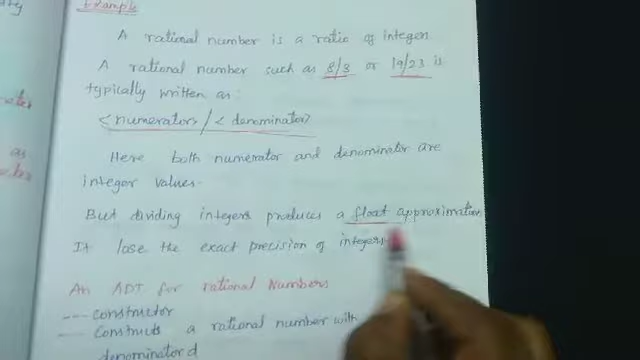 Example
A rational number is a ratio of integers.
A rational number such as 8/3 or 19/23 is
typically written as:
<numerator> / < denominator>
Here both numerator and denominator are
integer values.
But dividing integers produces a float approximation
It lose the exact precision of integers.
An ADT for rational Numbers
--- constructor
--- constructs a rational number with
denominator d
as